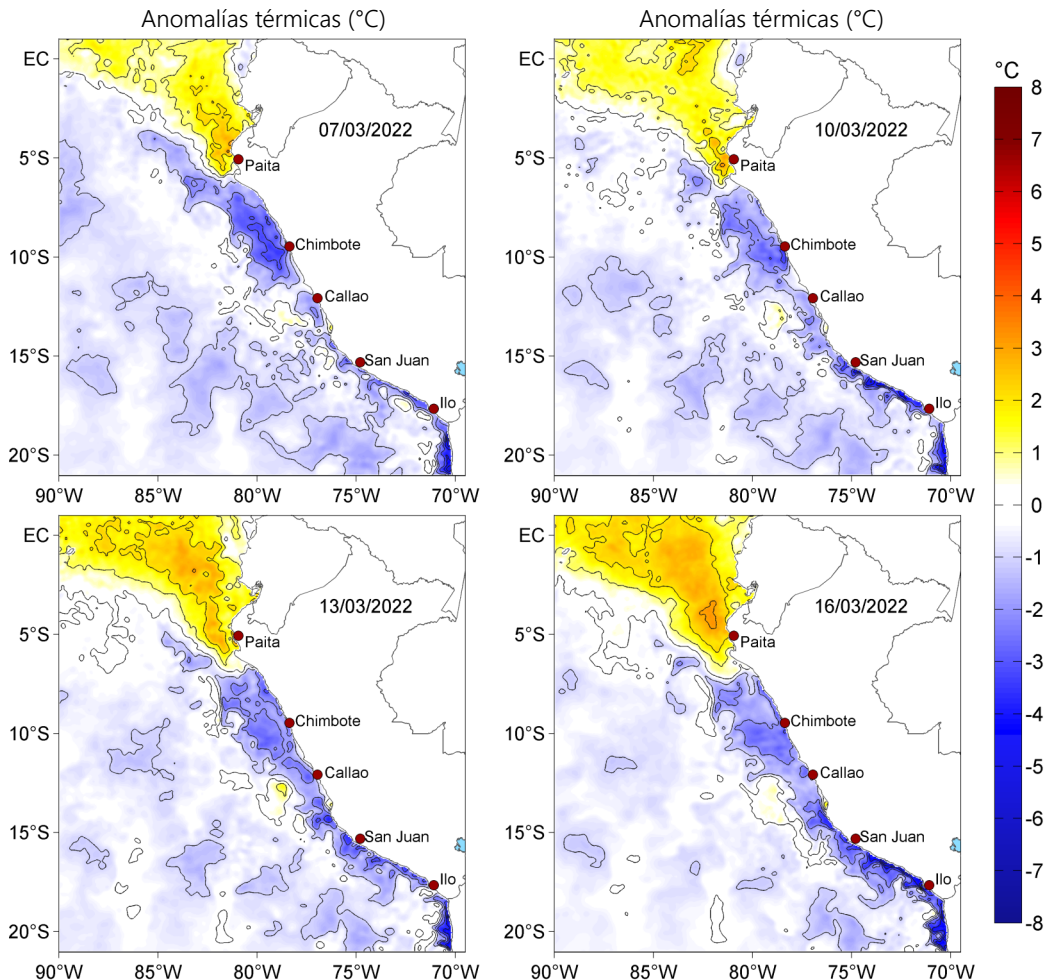 Anomalías térmicas (°C)
Anomalías térmicas (°C)
EC
5°S
10°S
15°S
20°S
90°W
85°W
80°W
75°W
70°W
07/03/2022
Paita
Chimbote
Callao
San Juan
Ilo
EC
5°S
10°S
15°S
20°S
90°W
85°W
80°W
75°W
70°W
10/03/2022
Paita
Chimbote
Callao
San Juan
Ilo
°C
8
7
6
5
4
3
2
1
0
-1
-2
-3
-4
-5
-6
-7
-8
EC
5°S
10°S
15°S
20°S
90°W
85°W
80°W
75°W
70°W
13/03/2022
Paita
Chimbote
Callao
San Juan
Ilo
EC
5°S
10°S
15°S
20°S
90°W
85°W
80°W
75°W
70°W
16/03/2022
Paita
Chimbote
Callao
San Juan
Ilo